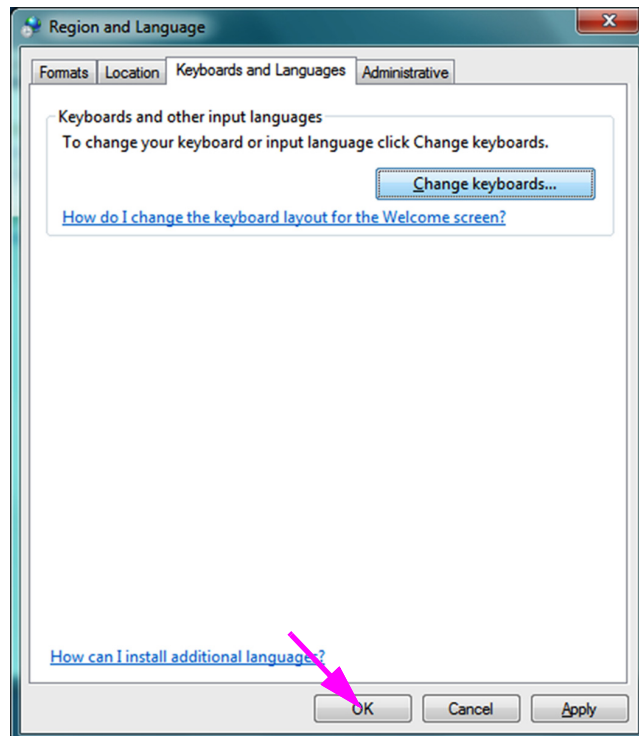 Region and Language
Formats Location Keyboards and Languages Administrative
Keyboards and other input languages
To change your keyboard or input language click Change keyboards.
Change keyboards...
How do I change the keyboard layout for the Welcome screen?
How can I install additional languages?
OK Cancel Apply